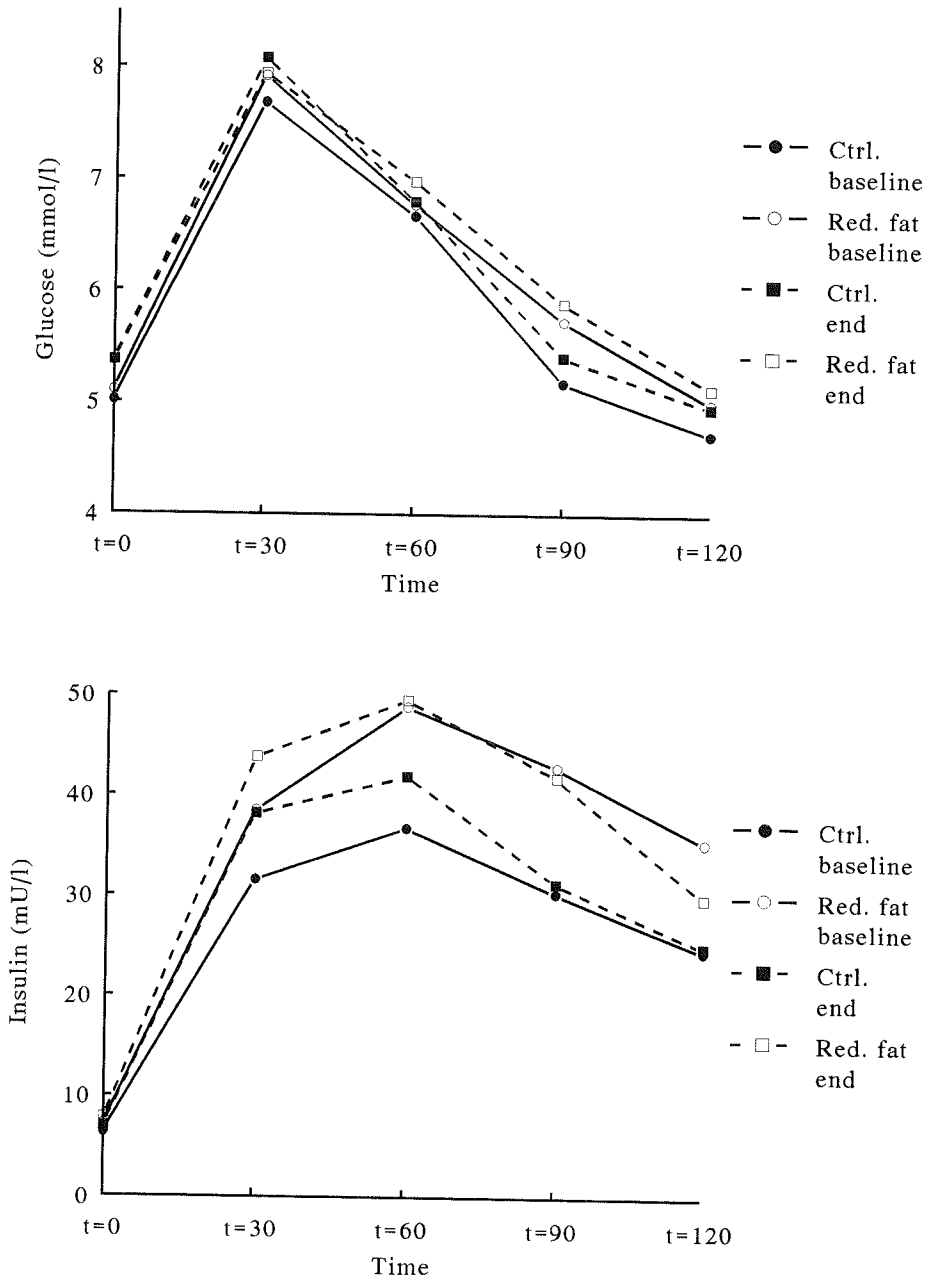 8
7
6
5
4
Glucose (mmol/l)
t=0 t=30 t=60 t=90 t=120
Time
Ctrl.
baseline
Red. fat
baseline
Ctrl.
end
Red. fat
end
50
40
30
20
10
0
Insulin (mU/l)
t=0 t=30 t=60 t=90 t=120
Time
Ctrl.
baseline
Red. fat
baseline
Ctrl.
end
Red. fat
end